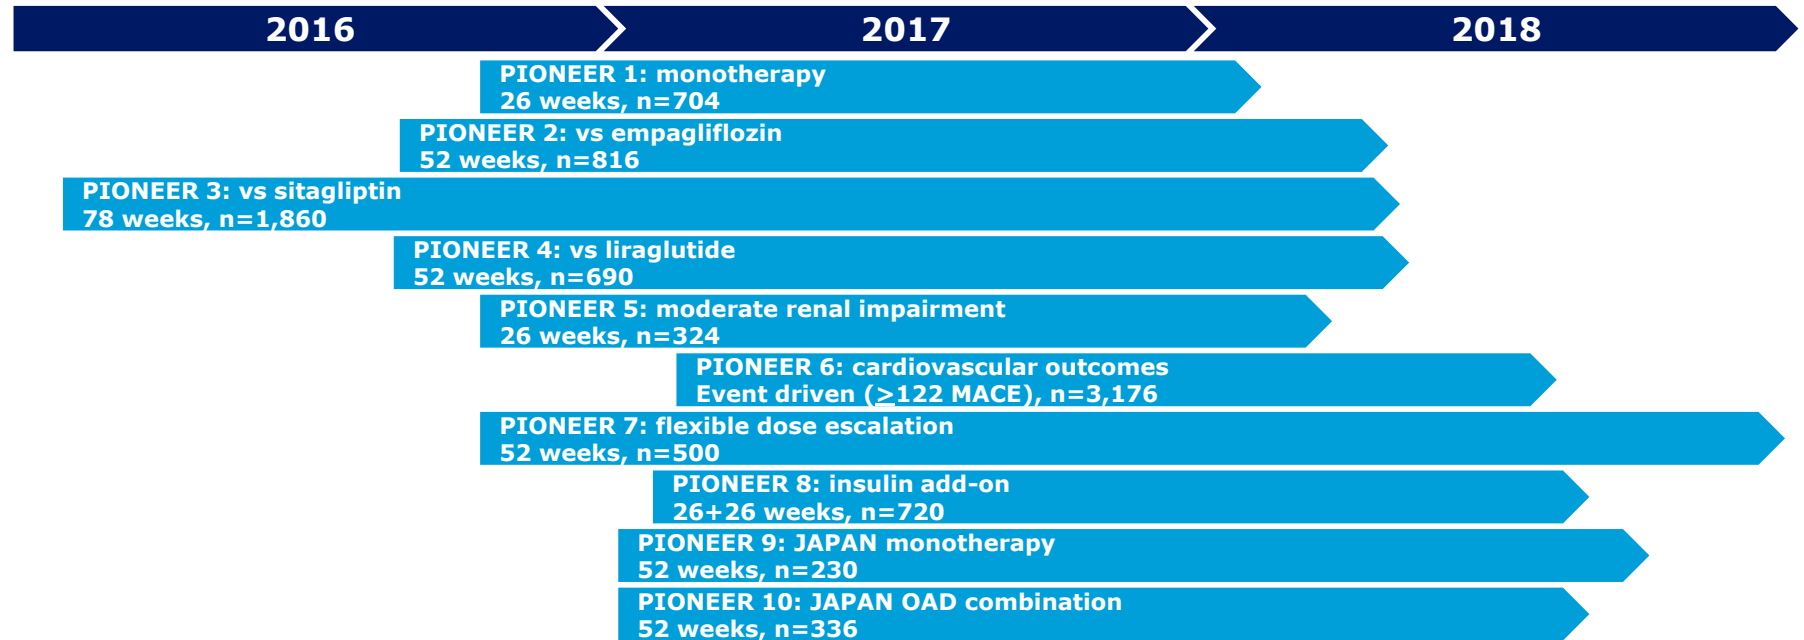 2016 2017 2018
PIONEER 1: monotherapy
26 weeks, n=704
PIONEER 2: vs empagliflozin
52 weeks, n=816
PIONEER 3: vs sitagliptin
78 weeks, n=1,860
PIONEER 4: vs liraglutide
52 weeks, n=690
PIONEER 5: moderate renal impairment
26 weeks, n=324
PIONEER 6: cardiovascular outcomes
Event driven (>122 MACE), n=3,176
PIONEER 7: flexible dose escalation
52 weeks, n=500
PIONEER 8: insulin add-on
26+26 weeks, n=720
PIONEER 9: JAPAN monotherapy
52 weeks, n=230
PIONEER 10: JAPAN OAD combination
52 weeks, n=336